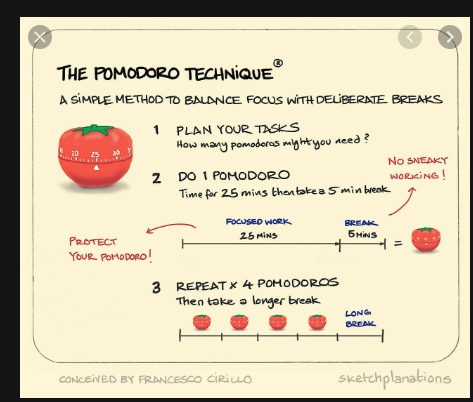 THE POMODORO TECHNIQUE®
A SIMPLE METHOD TO BALANCE FOCUS WITH DELIBERATE BREAKS
1 PLAN YOUR TASKS
How many pomodoros might you need?
2 DO 1 POMODORO
Time for 25 mins then take a 5 min break
NO SNEAKY
WORKING!
FOCUSED WORK
25 MINS
BREAK
5 MINS
=
PROTECT
YOUR POMODORO!
20 25 30
3 REPEAT x 4 POMODOROS
Then take a longer break
LONG
BREAK
CONCEIVED BY FRANCESCO CIRILLO
sketchplanations